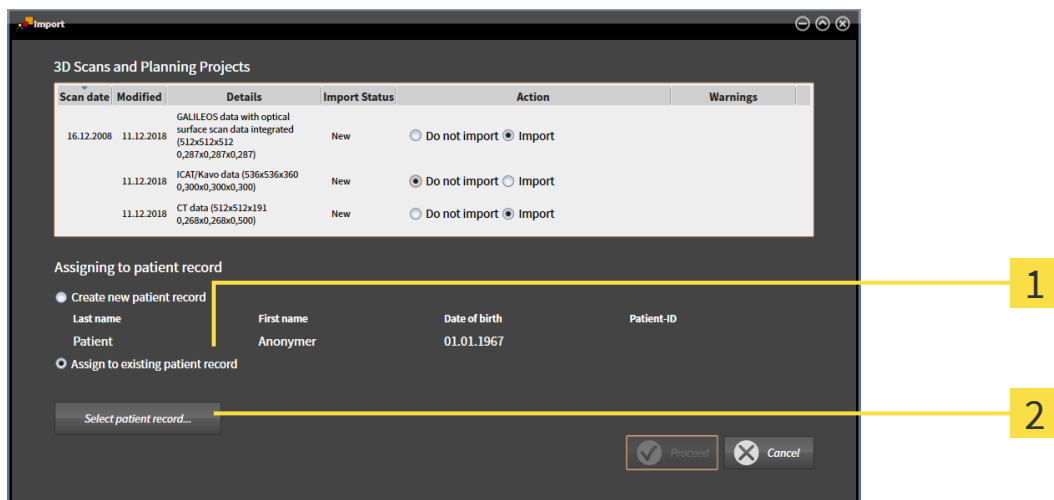 Import
3D Scans and Planning Projects
Scan date Modified Details Import Status Action Warnings
16.12.2008 11.12.2018 GALILEOS data with optical
surface scan data integrated
(512x512x512
0,287x0,287x0,287) New Do not import Import
11.12.2018 ICAT/Kavo data (536x536x360
0,300x0,300x0,300) New Do not import Import
11.12.2018 CT data (512x512x191
0,268x0,268x0,500) New Do not import Import
Assigning to patient record
Create new patient record
Last name First name Date of birth Patient-ID
Patient Anonymer 01.01.1967
Assign to existing patient record
Select patient record...
Proceed Cancel
1
2